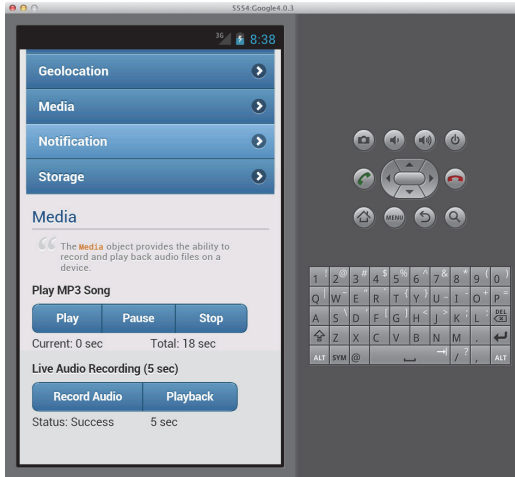 5554:Google4.0.3
3G 8:38
Geolocation
Media
Notification
Storage
Media
The Media object provides the ability to
record and play back audio files on a
device.
Play MP3 Song
Play Pause Stop
Current: 0 sec Total: 18 sec
Live Audio Recording (5 sec)
Record Audio Playback
Status: Success 5 sec
MENU
1 ! 2 @ 3 # 4 $ 5 % 6 ^ 7 & 8 * 9 ( 0 )
Q W E R T Y U I O P
A S D F G H J K L DEL
Z X C V B N M .
ALT SYM @ / ? , ALT